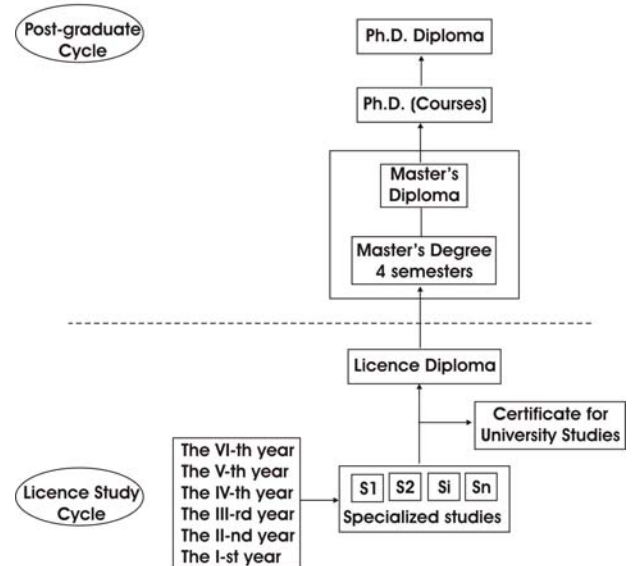 Post-graduate
Cycle
Ph.D. Diploma
Ph.D. (Courses)
Master's
Diploma
Master's Degree
4 semesters
Licence Diploma
Certificate for
University Studies
The VI-th year
The V-th year
The IV-th year
The III-rd year
The II-nd year
The I-st year
Licence Study
Cycle
S1 S2 Si Sn
Specialized studies